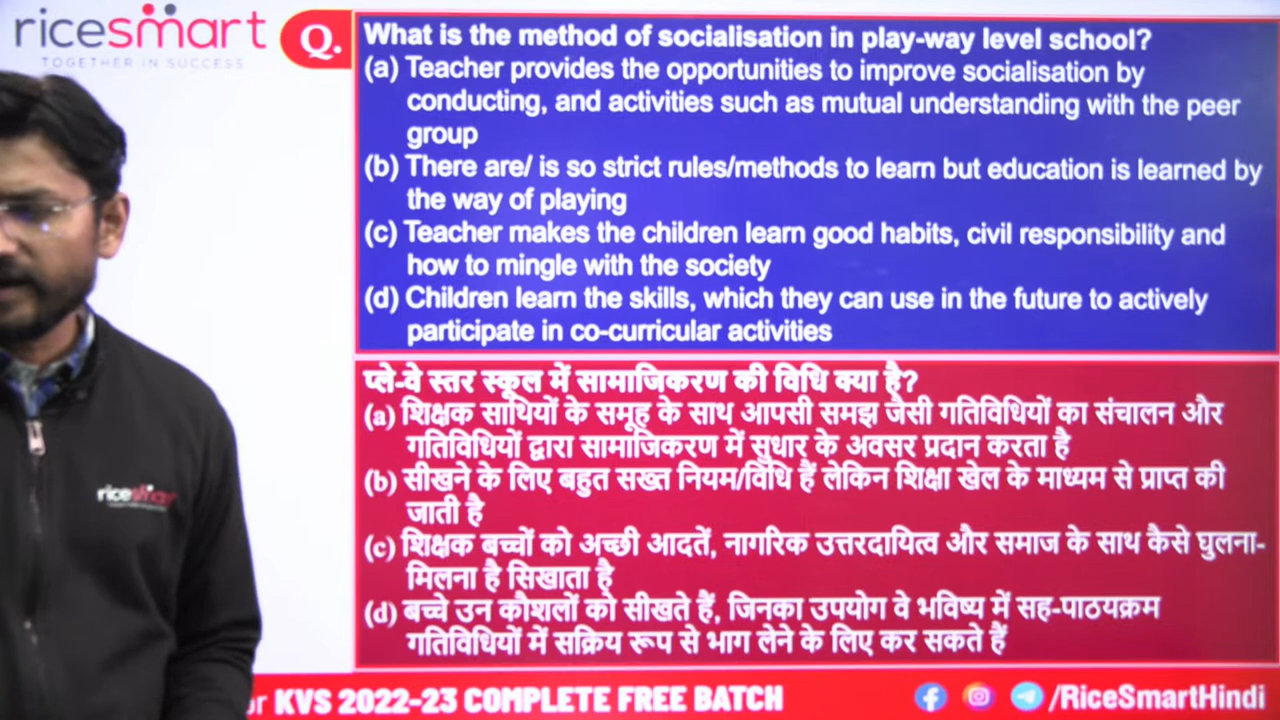 ricesmart
TOGETHER IN SUCCESS
Q.
What is the method of socialisation in play-way level school?
(a) Teacher provides the opportunities to improve socialisation by
conducting, and activities such as mutual understanding with the peer
group
(b) There are/ is so strict rules/methods to learn but education is learned by
the way of playing
(c) Teacher makes the children learn good habits, civil responsibility and
how to mingle with the society
(d) Children learn the skills, which they can use in the future to actively
participate in co-curricular activities
प्ले-वे स्तर स्कूल में सामाजिकरण की विधि क्या है?
(a) शिक्षक साथियों के समूह के साथ आपसी समझ जैसी गतिविधियों का संचालन और
गतिविधियों द्वारा सामाजिकरण में सुधार के अवसर प्रदान करता है
(b) सीखने के लिए बहुत सख्त नियम/विधि हैं लेकिन शिक्षा खेल के माध्यम से प्राप्त की
जाती है
(c) शिक्षक बच्चों को अच्छी आदतें, नागरिक उत्तरदायित्व और समाज के साथ कैसे घुलना-
मिलना है सिखाता है
(d) बच्चे उन कौशलों को सीखते हैं, जिनका उपयोग वे भविष्य में सह-पाठयक्रम
गतिविधियों में सक्रिय रूप से भाग लेने के लिए कर सकते हैं
ricesmart
KVS 2022-23 COMPLETE FREE BATCH
/RiceSmartHindi